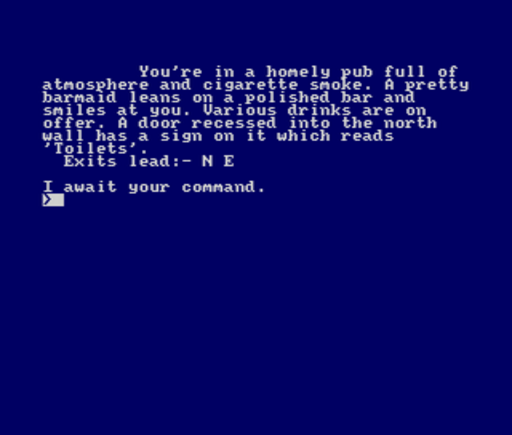 You're in a homely pub full of
atmosphere and cigarette smoke. A pretty
barmaid leans on a polished bar and
smiles at you. Various drinks are on
offer. A door recessed into the north
wall has a sign on it which reads
'Toilets'.
Exits lead:- N E
I await your command.
>